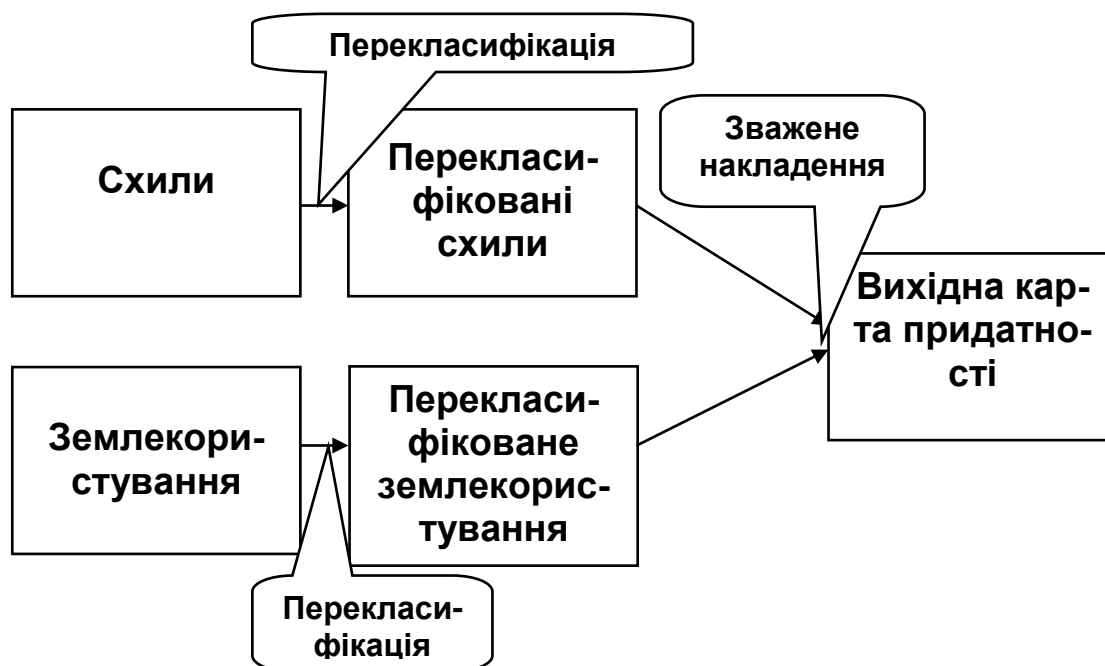 Перекласифікація
Схили
Перекласи-
фіковані
схили
Зважене
накладення
Вихідна кар-
та придатно-
сті
Землекори-
стування
Перекласи-
фіковане
землекорис-
тування
Перекласи-
фікація